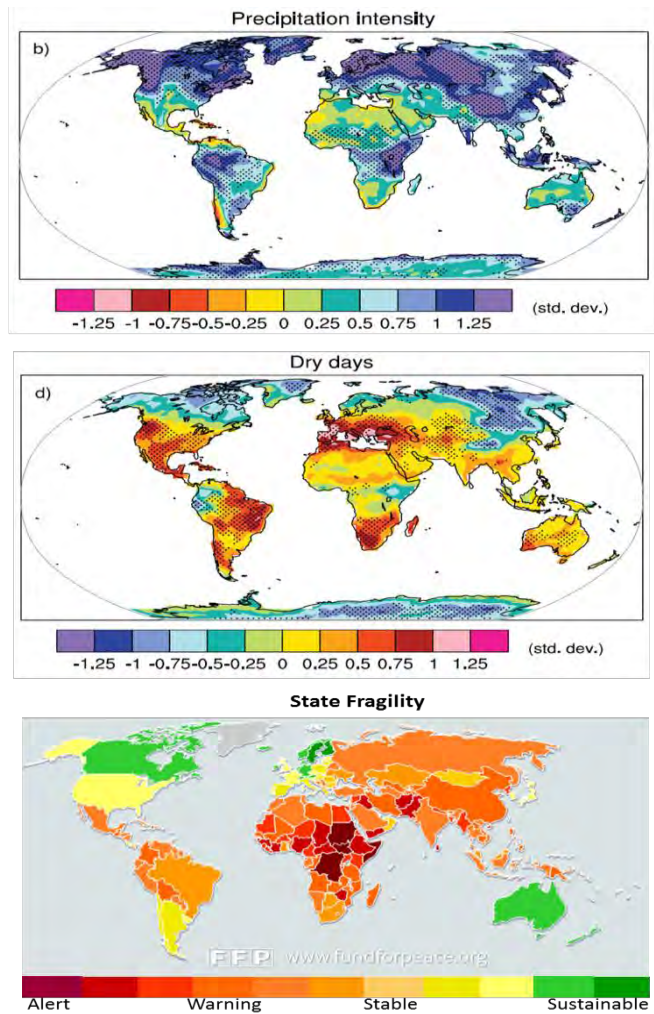 Precipitation intensity
b)
-1.25 -1 -0.75-0.5-0.25 0 0.25 0.5 0.75 1 1.25 (std. dev.)
Dry days
d)
-1.25 -1 -0.75-0.5-0.25 0 0.25 0.5 0.75 1 1.25 (std. dev.)
State Fragility
FFP www.fundforpeace.org
Alert Warning Stable Sustainable